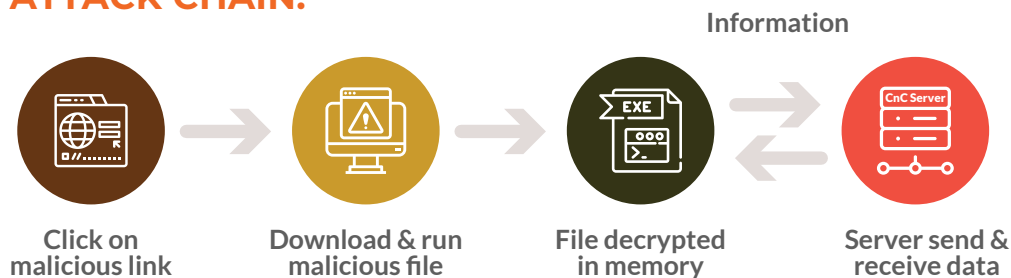 ATTACK CHAIN:
Information
EXE
CnC Server
Click on
malicious link
Download & run
malicious file
File decrypted
in memory
Server send &
receive data